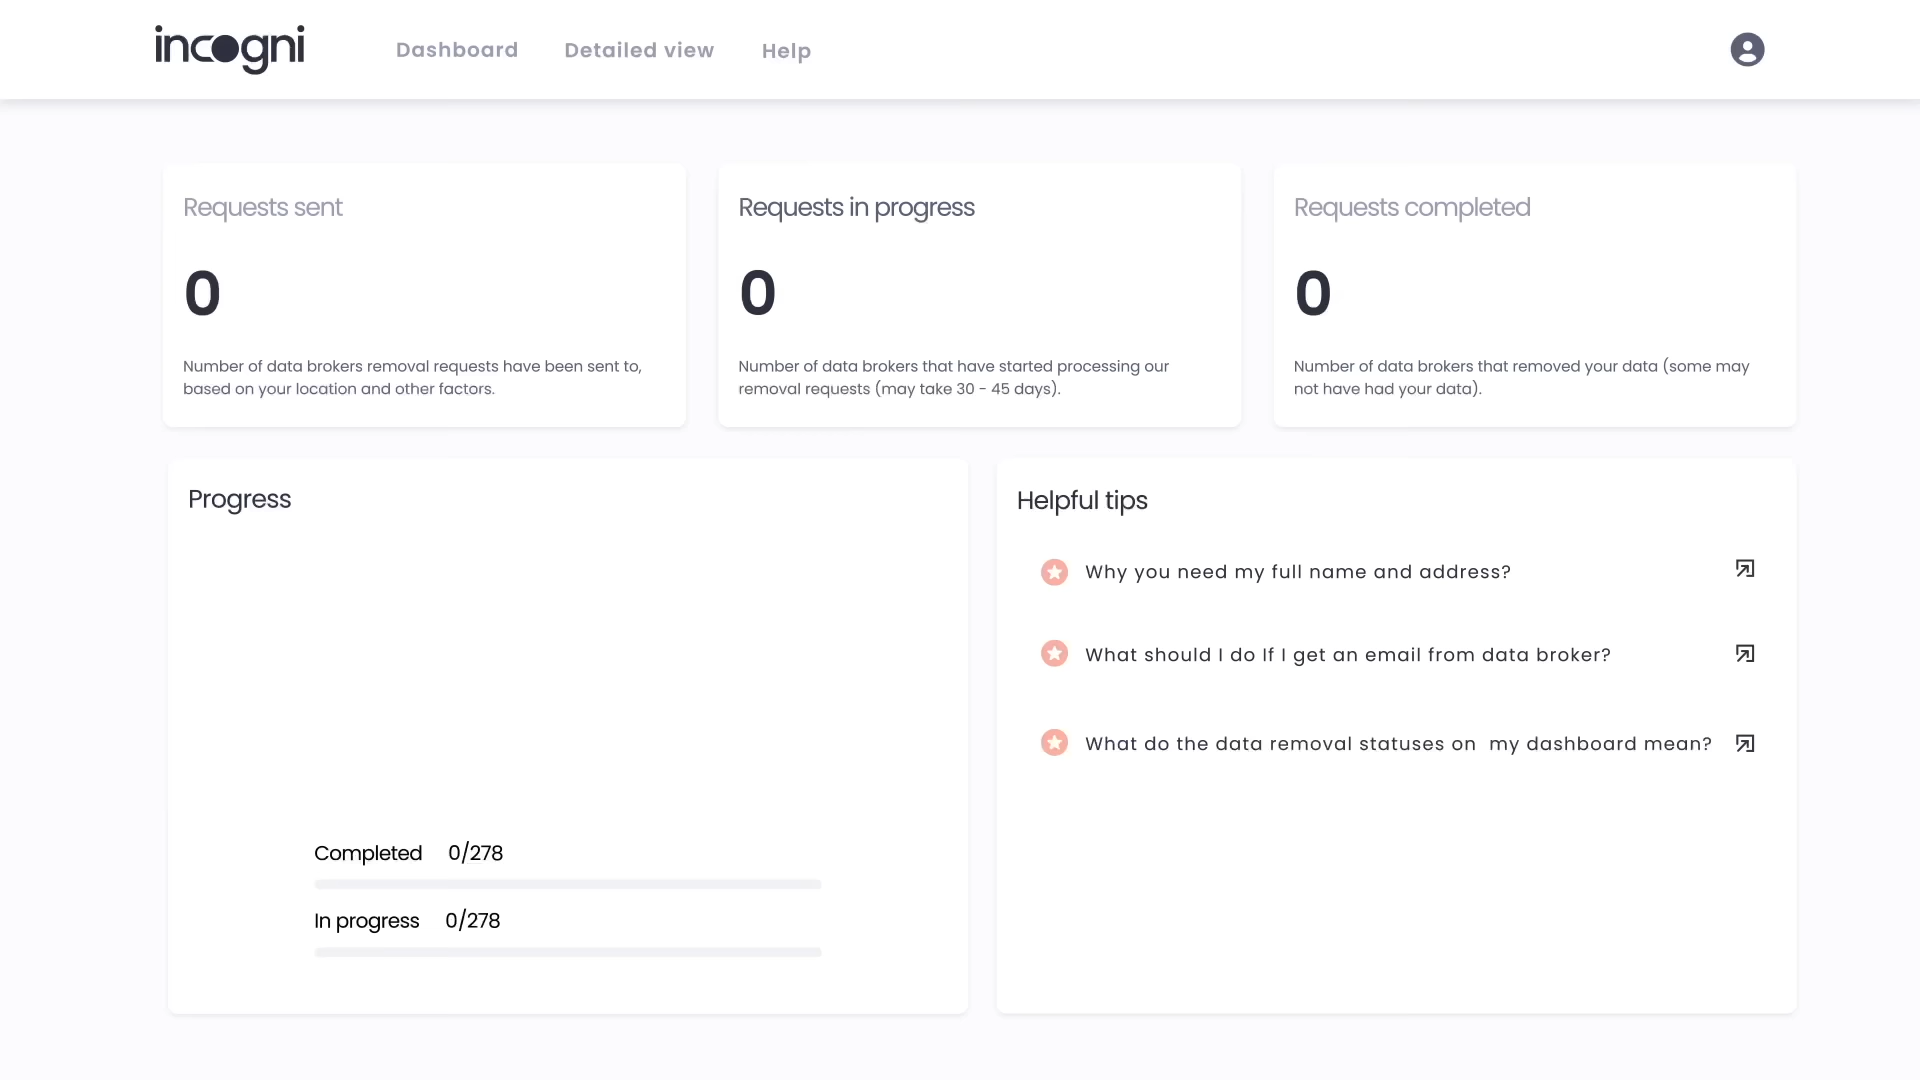 incogni
Dashboard
Detailed view
Help
Requests sent
0
Number of data brokers removal requests have been sent to,
based on your location and other factors.
Requests in progress
0
Number of data brokers that have started processing our
removal requests (may take 30 - 45 days).
Requests completed
0
Number of data brokers that removed your data (some may
not have had your data).
Progress
Completed 0/278
In progress 0/278
Helpful tips
Why you need my full name and address?
What should I do If I get an email from data broker?
What do the data removal statuses on my dashboard mean?